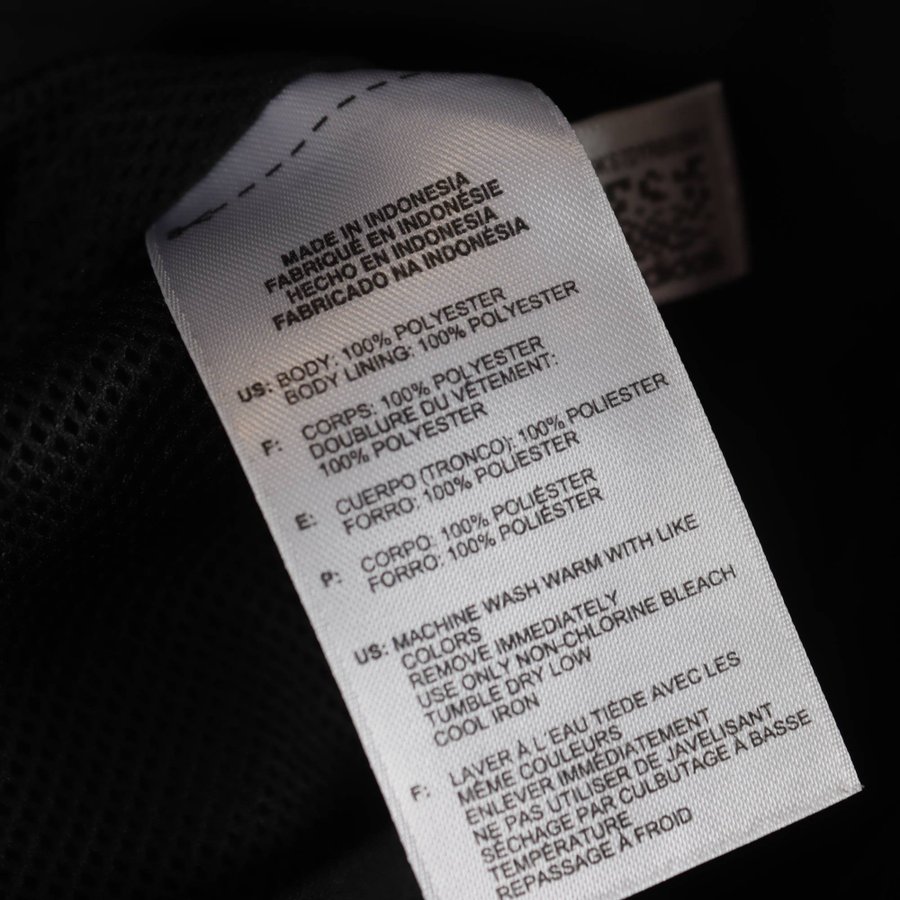 MADE IN INDONESIA
FABRIQUÉ EN INDONÉSIE
HECHO EN INDONESIA
FABRICADO NA INDONÉSIA
US: BODY: 100% POLYESTER
BODY LINING: 100% POLYESTER
F: CORPS: 100% POLYESTER
DOUBLURE DU VÊTEMENT:
100% POLYESTER
E: CUERPO (TRONCO): 100% POLIESTER
FORRO: 100% POLIESTER
P: CORPO: 100% POLIÉSTER
FORRO: 100% POLIÉSTER
US: MACHINE WASH WARM WITH LIKE
COLORS
REMOVE IMMEDIATELY
USE ONLY NON-CHLORINE BLEACH
TUMBLE DRY LOW
COOL IRON
F: LAVER À L'EAU TIÈDE AVEC LES
MÊME COULEURS
ENLEVER IMMÉDIATEMENT
NE PAS UTILISER DE JAVELISANT
SÉCHAGE PAR CULBUTAGE À BASSE
TEMPÉRATURE
REPASSAGE À FROID